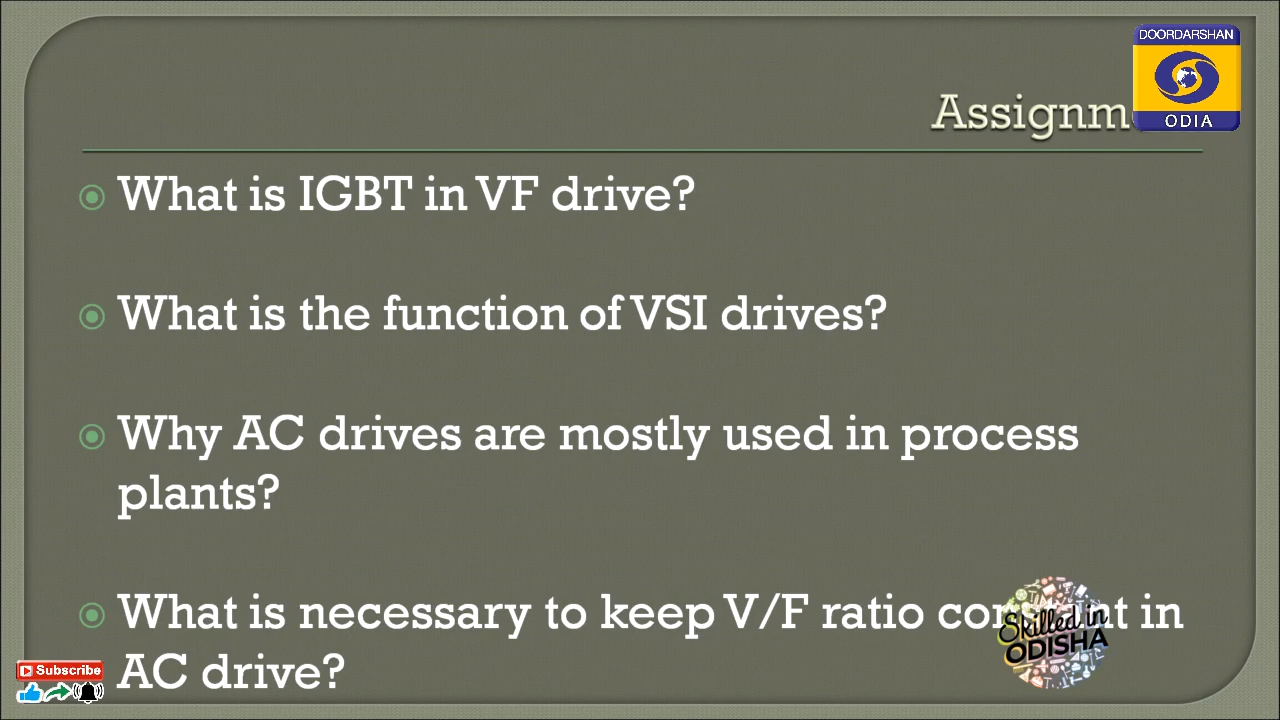 DOORDARSHAN
ODIA
Assignm
What is IGBT in VF drive?
What is the function of VSI drives?
Why AC drives are mostly used in process
plants?
What is necessary to keep V/F ratio in
AC drive?
Skilled in
ODISHA
Subscribe